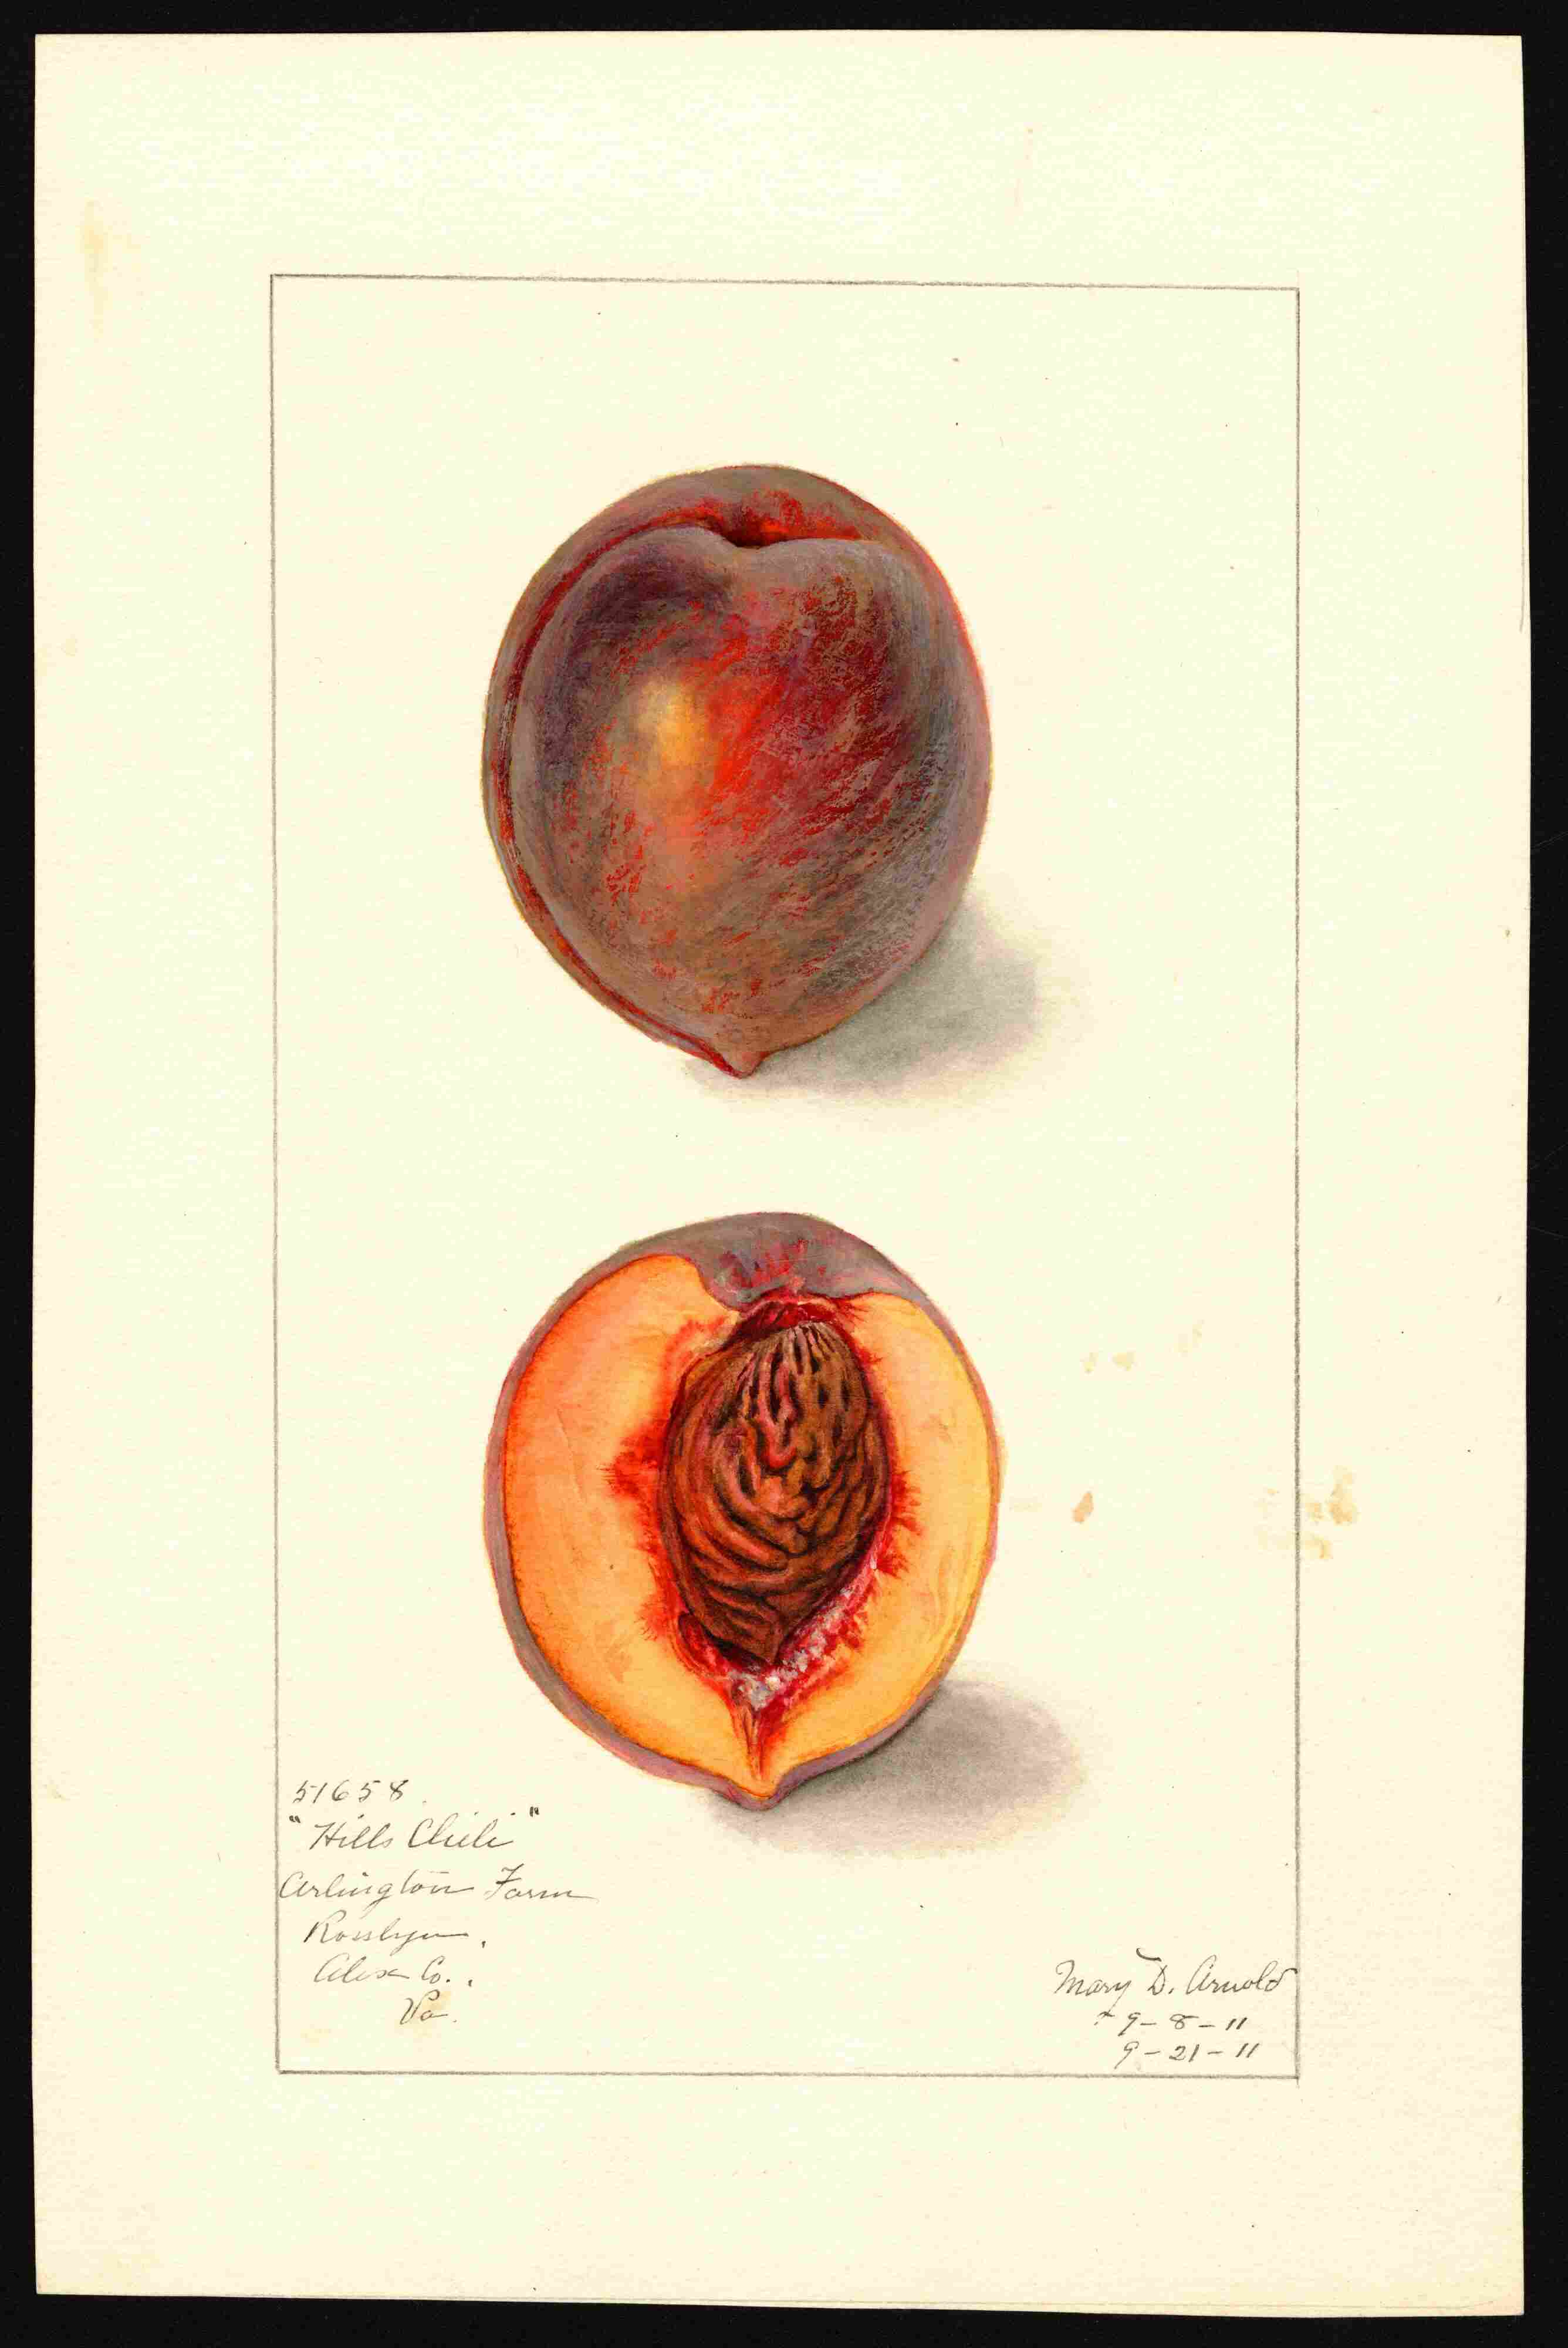 51658.
"Hills Chili"
Arlington Farm
Rosslyn.
Alex Co..
Va.
Mary D. Arnold
9-8-11
9-21-11